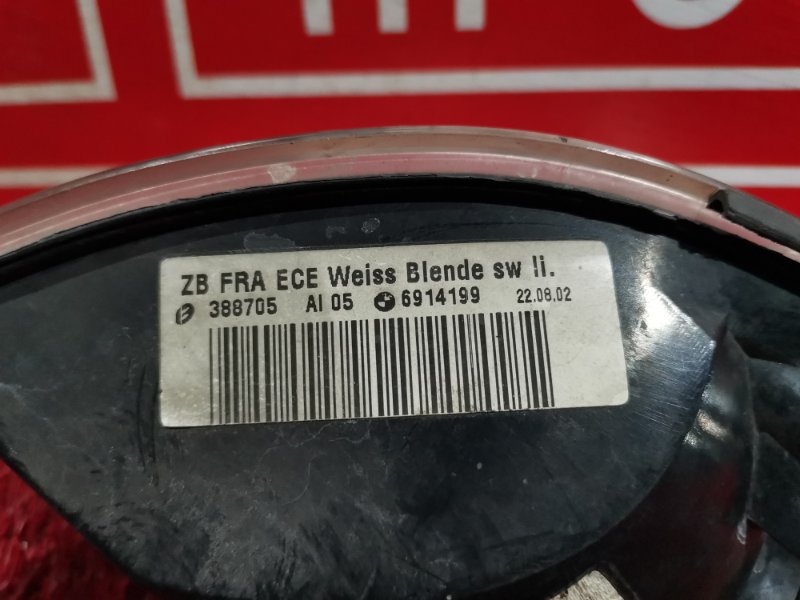 ZB FRA ECE Weiss Blende sw li.
388705 AI 05 6914199 22.08.02